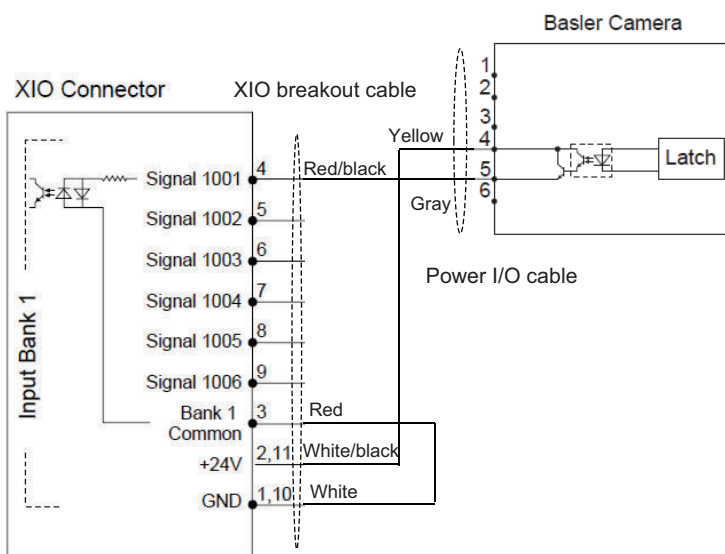 Basler Camera
XIO Connector
XIO breakout cable
1
2
3
Yellow
4
Latch
Signal 1001
4
Red/black
5
Gray
6
Signal 1002
5
Signal 1003
6
Power I/O cable
Signal 1004
7
Signal 1005
8
Signal 1006
9
Input Bank 1
Bank 1
Common
3
Red
+24V
2,11
White/black
GND
1,10
White